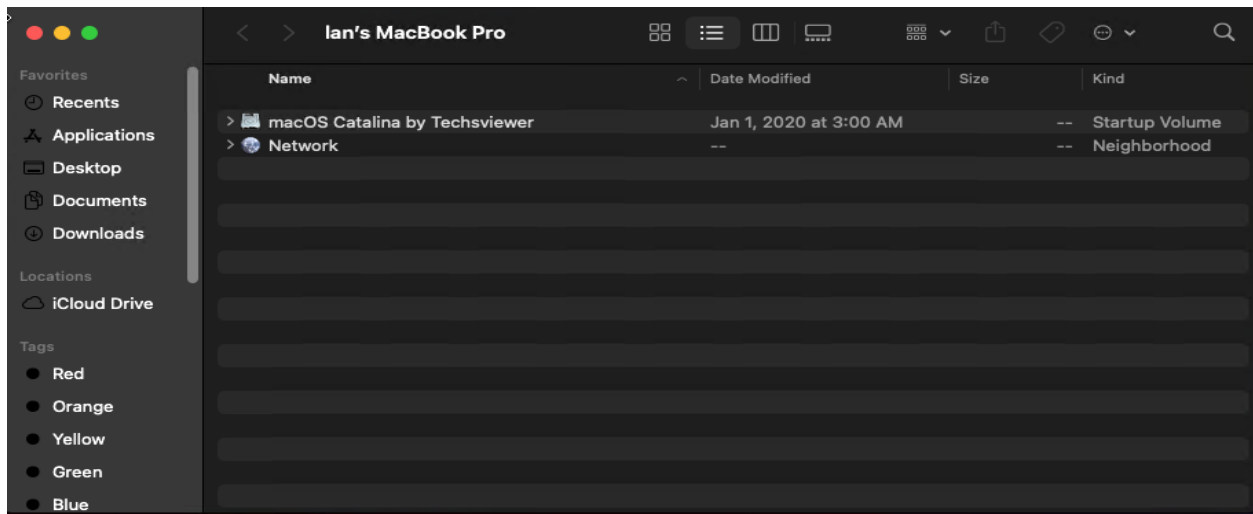 Ian's MacBook Pro
Favorites
Recents
Applications
Desktop
Documents
Downloads
Locations
iCloud Drive
Tags
Red
Orange
Yellow
Green
Blue
Name Date Modified Size Kind
macOS Catalina by Techsviewer Jan 1, 2020 at 3:00 AM -- Startup Volume
Network -- -- Neighborhood